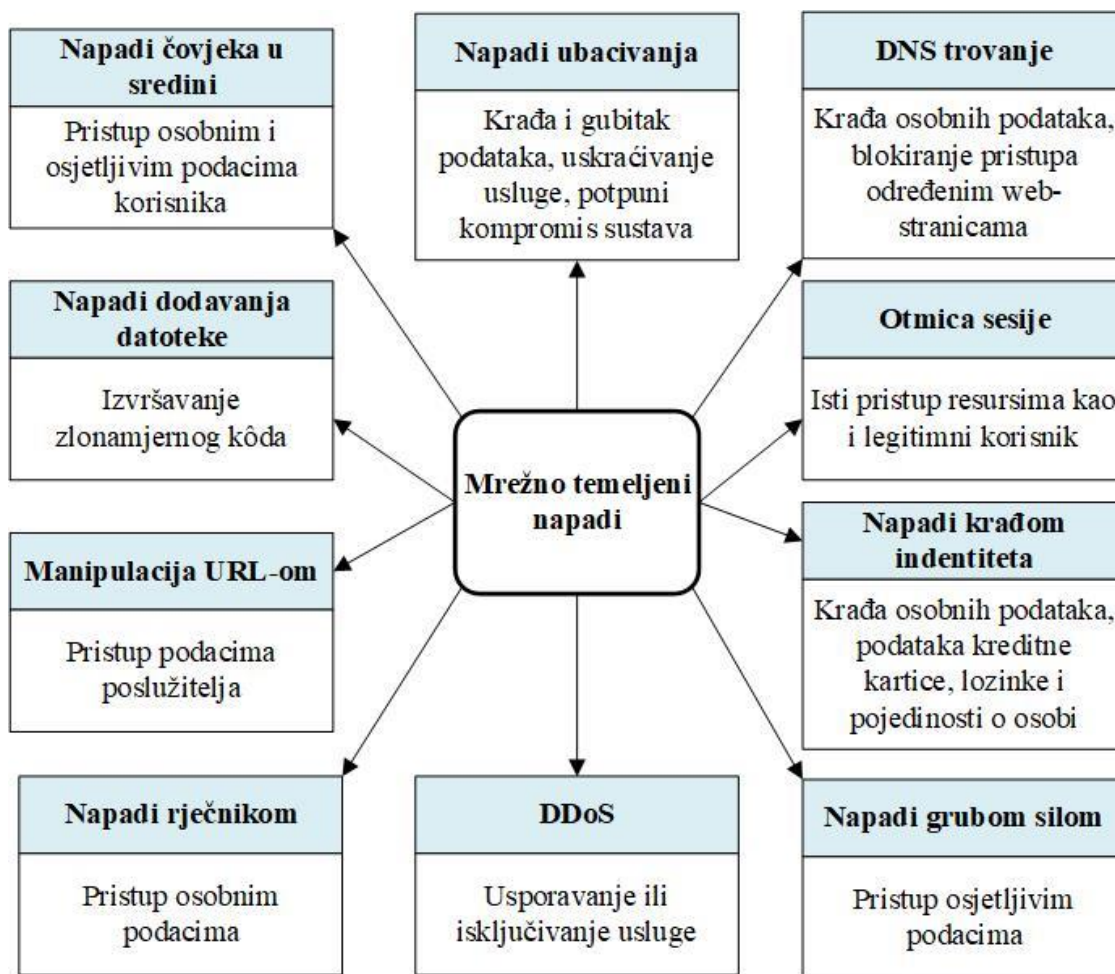 Napadi čovjeka u
sredini
Pristup osobnim i
osjetljivim podacima
korisnika
Napadi ubacivanja
Krađa i gubitak
podataka, uskraćivanje
usluge, potpuni
kompromis sustava
DNS trovanje
Krađa osobnih podataka,
blokiranje pristupa
određenim web-
stranicama
Napadi dodavanja
datoteke
Izvršavanje
zlonamjernog kôda
Otmica sesije
Isti pristup resursima kao
i legitimni korisnik
Mrežno temeljeni
napadi
Manipulacija URL-om
Pristup podacima
poslužitelja
Napadi krađom
indentiteta
Krađa osobnih podataka,
podataka kreditne
kartice, lozinke i
pojedinosti o osobi
Napadi rječnikom
Pristup osobnim
podacima
DDoS
Usporavanje ili
isključivanje usluge
Napadi grubom silom
Pristup osjetljivim
podacima